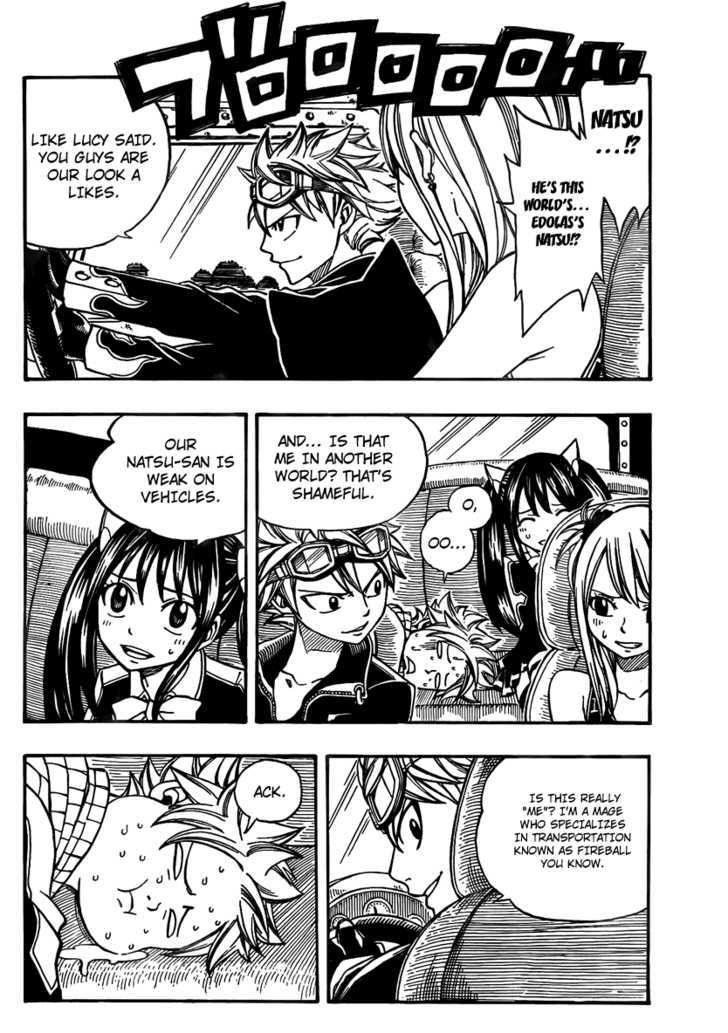 ブロロロロロ...
NATSU
...!?
HE'S THIS
WORLD'S...
EDOLAS'S
NATSU!?
LIKE LUCY SAID.
YOU GUYS ARE
OUR LOOK A
LIKES.
OUR
NATSU-SAN IS
WEAK ON
VEHICLES.
AND... IS THAT
ME IN ANOTHER
WORLD? THAT'S
SHAMEFUL.
O,
OO...
ACK.
IS THIS REALLY
"ME"? I'M A MAGE
WHO SPECIALIZES
IN TRANSPORTATION
KNOWN AS FIREBALL
YOU KNOW.